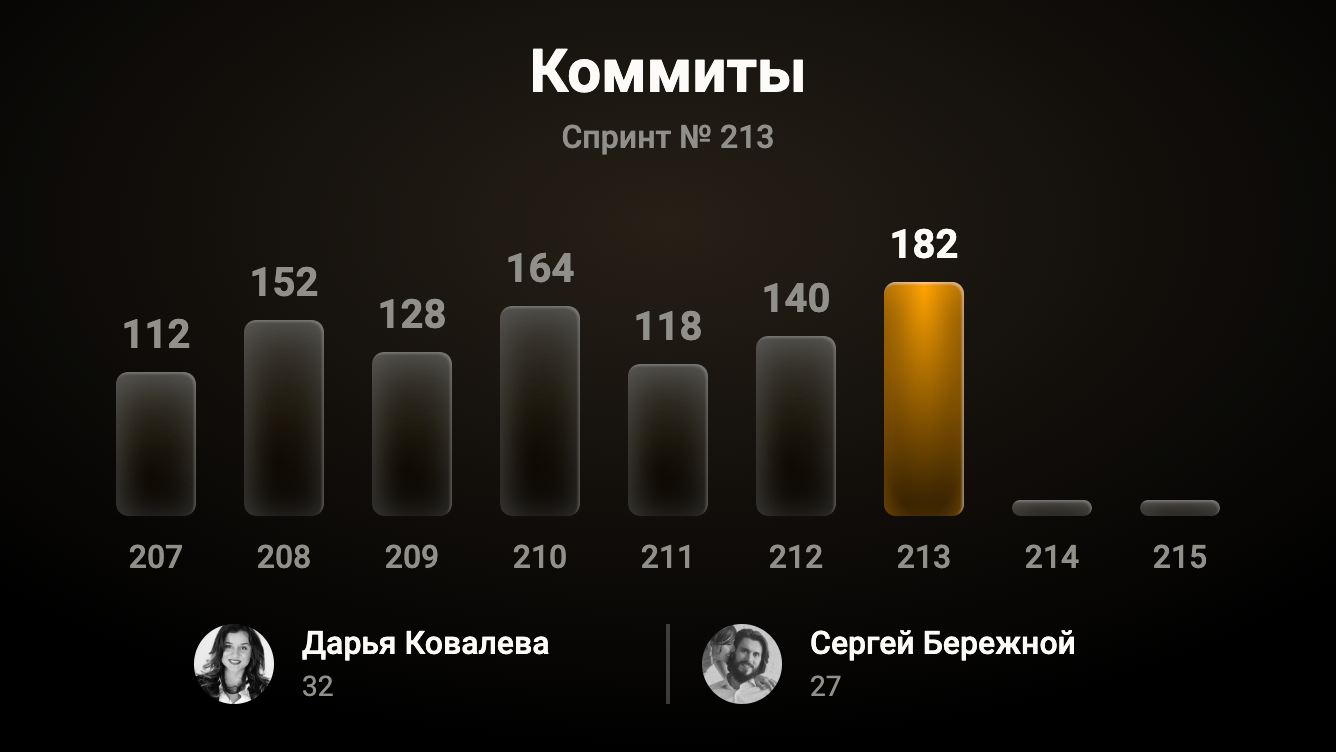 Коммиты
Спринт № 213
112 152 128 164 118 140 182
207 208 209 210 211 212 213 214 215
Дарья Ковалева
32
Сергей Бережной
27